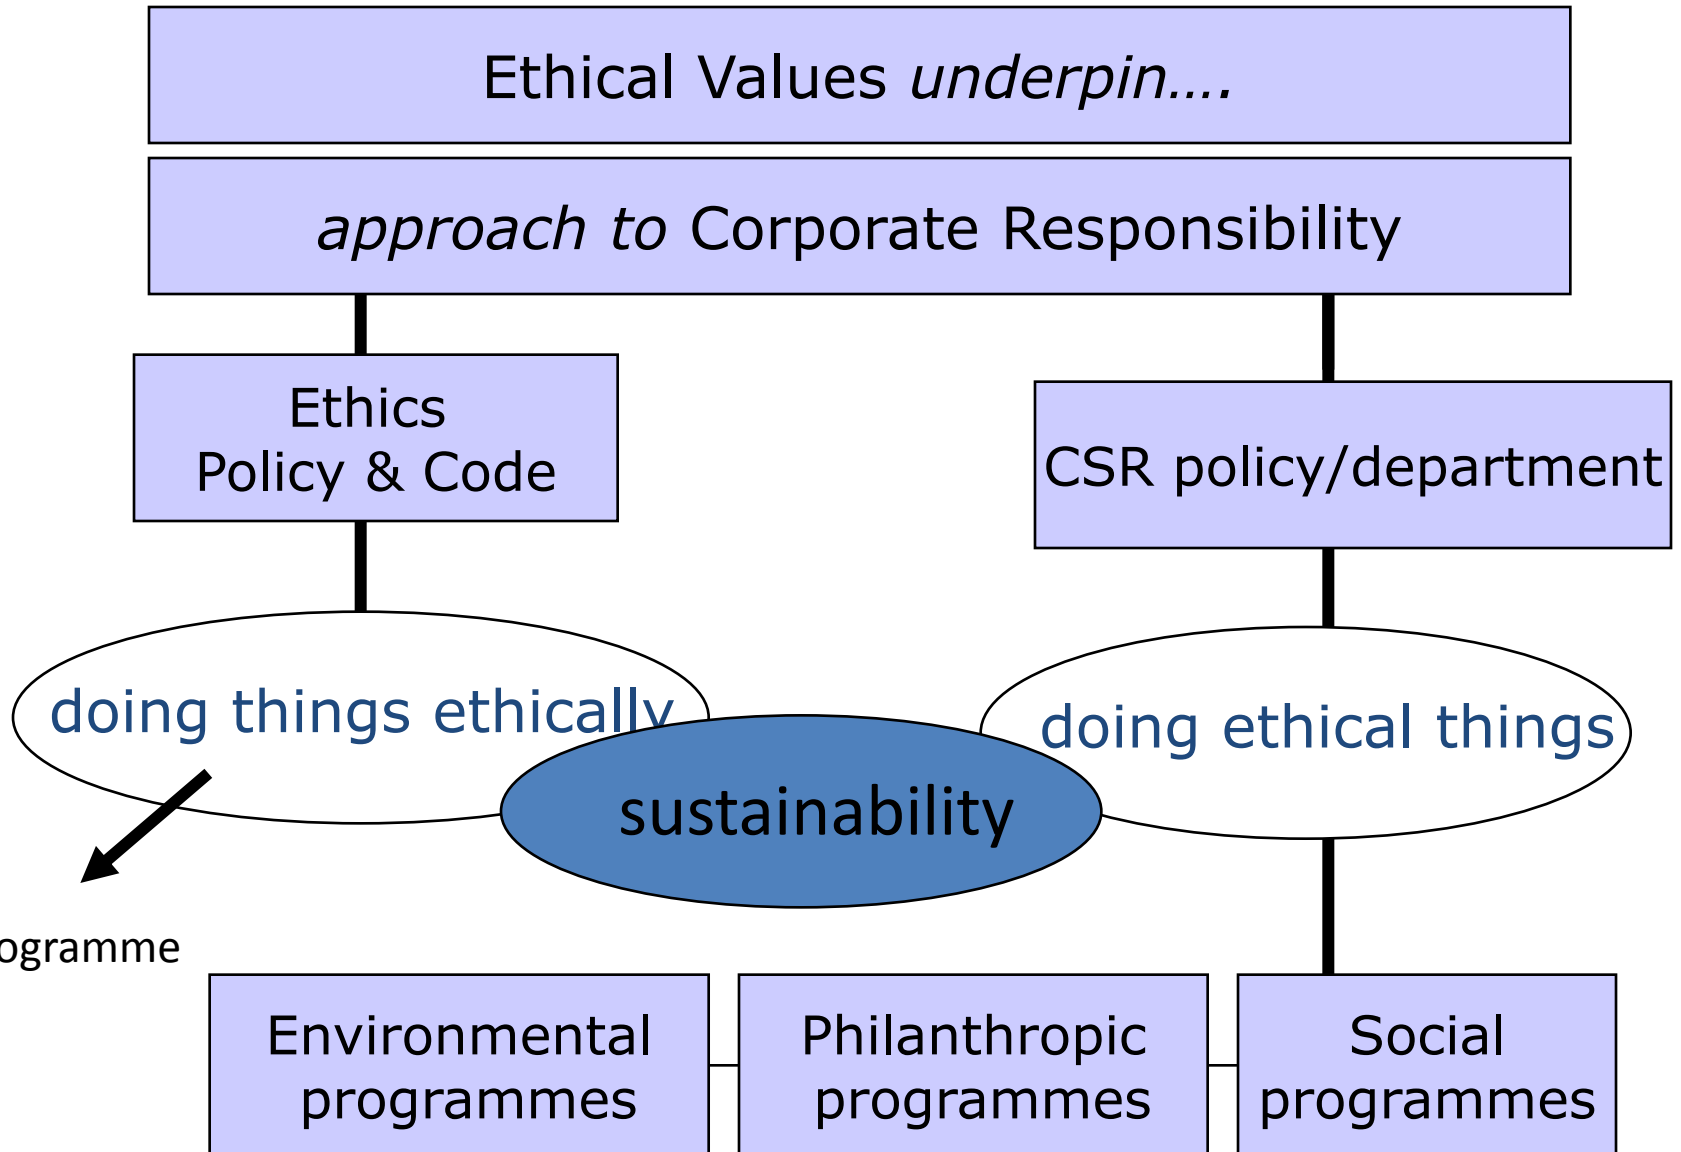 Ethical Values underpin....
approach to Corporate Responsibility
Ethics
Policy & Code
CSR policy/department
doing things ethically
doing ethical things
sustainability
ogramme
Environmental
programmes
Philanthropic
programmes
Social
programmes